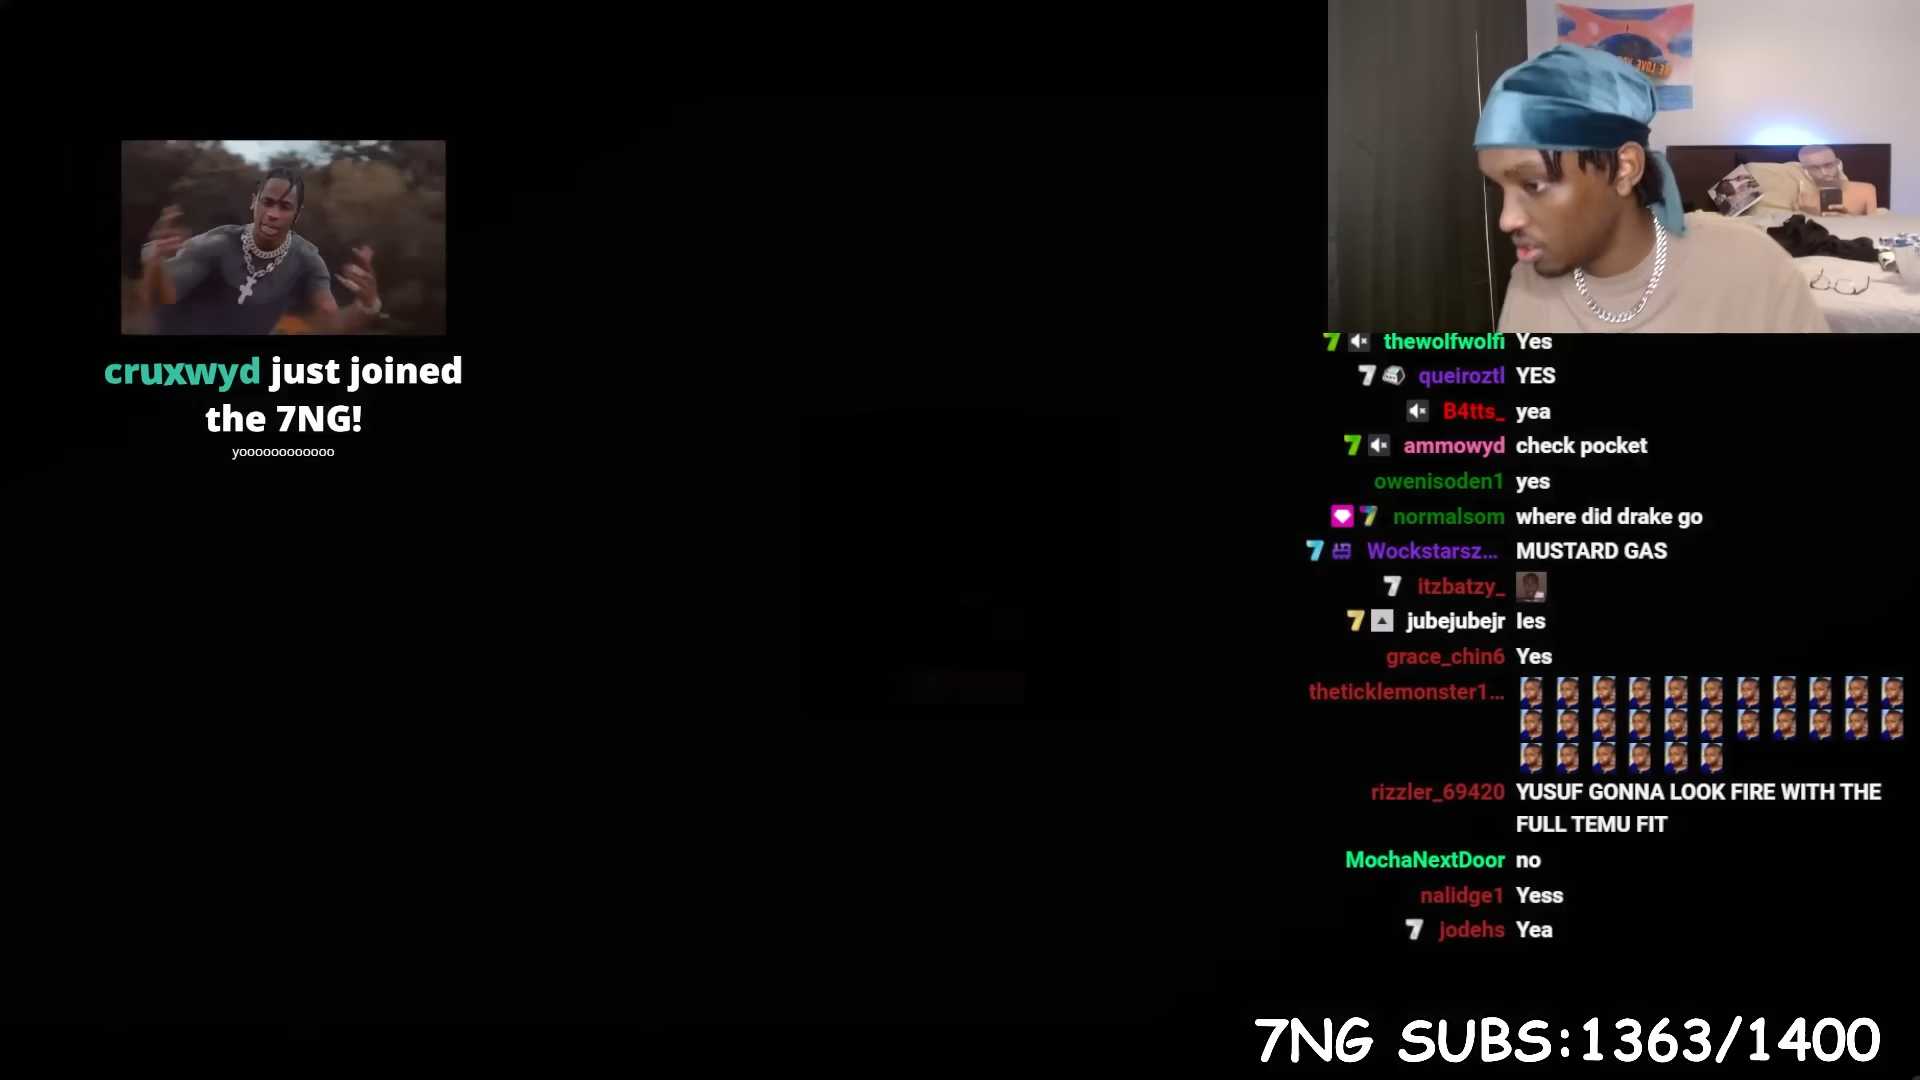 cruxwyd just joined
the 7NG!
yoooooooooooo
thewolfwolfi Yes
queiroztl YES
B4tts_ yea
ammowyd check pocket
owenisoden1 yes
normalsom where did drake go
Wockstarsz... MUSTARD GAS
itzbatzy_
jubejubejr les
grace_chin6 Yes
theticklemonster1...
rizzler_69420 YUSUF GONNA LOOK FIRE WITH THE
FULL TEMU FIT
MochaNextDoor no
nalidge1 Yess
jodehs Yea
7NG SUBS:1363/1400